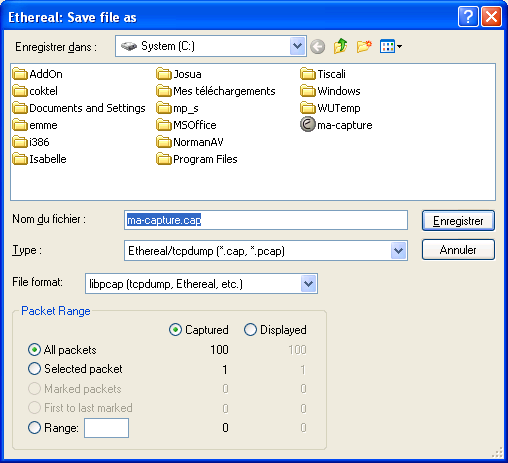 Ethereal: Save file as
Enregistrer dans : System (C:)
AddOn Josua Tiscali
coktel Mes téléchargements Windows
Documents and Settings mp_s WUTemp
emme MSOffice ma-capture
i386 NormanAV
Isabelle Program Files
Nom du fichier : ma-capture.cap Enregistrer
Type : Ethereal/tcpdump (*.cap, *.pcap) Annuler
File format: libpcap (tcpdump, Ethereal, etc.)
Packet Range
Captured Displayed
All packets 100 100
Selected packet 1 1
Marked packets 0 0
First to last marked 0 0
Range: 0 0